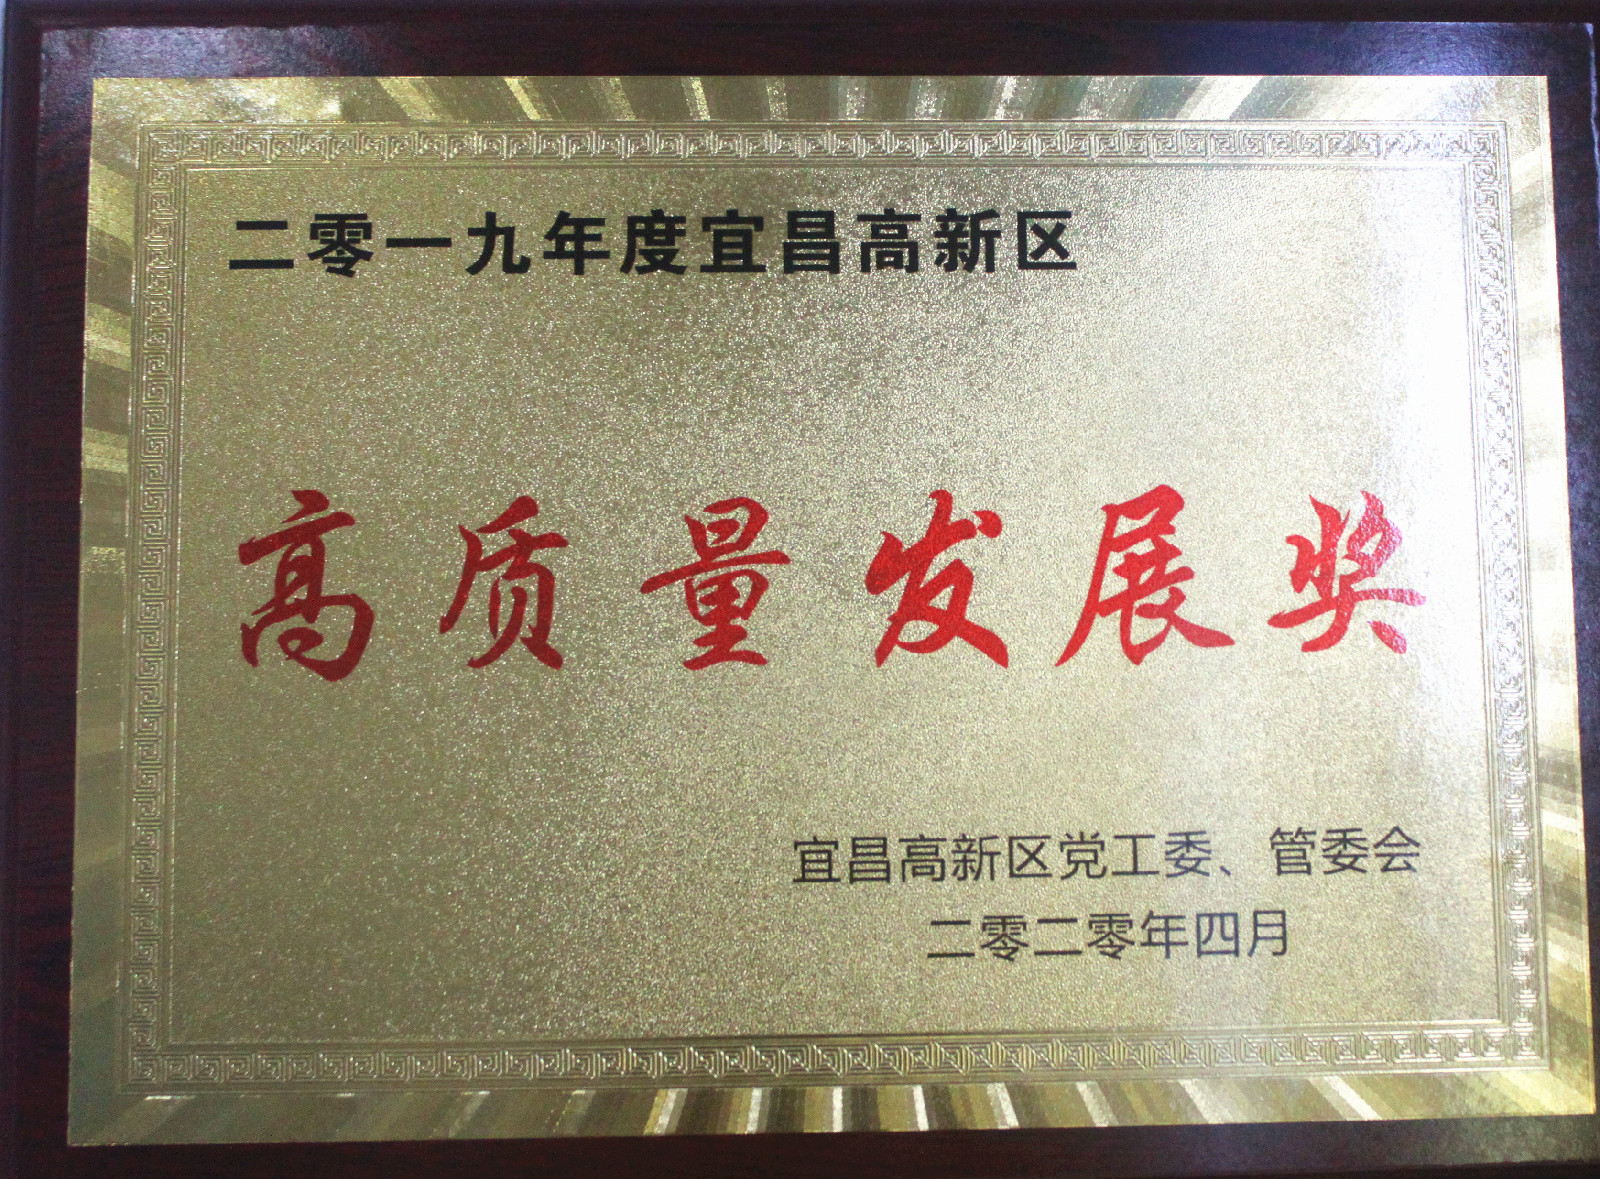 二零一九年度宜昌高新区
高质量发展奖
宜昌高新区党工委、管委会
二零二零年四月